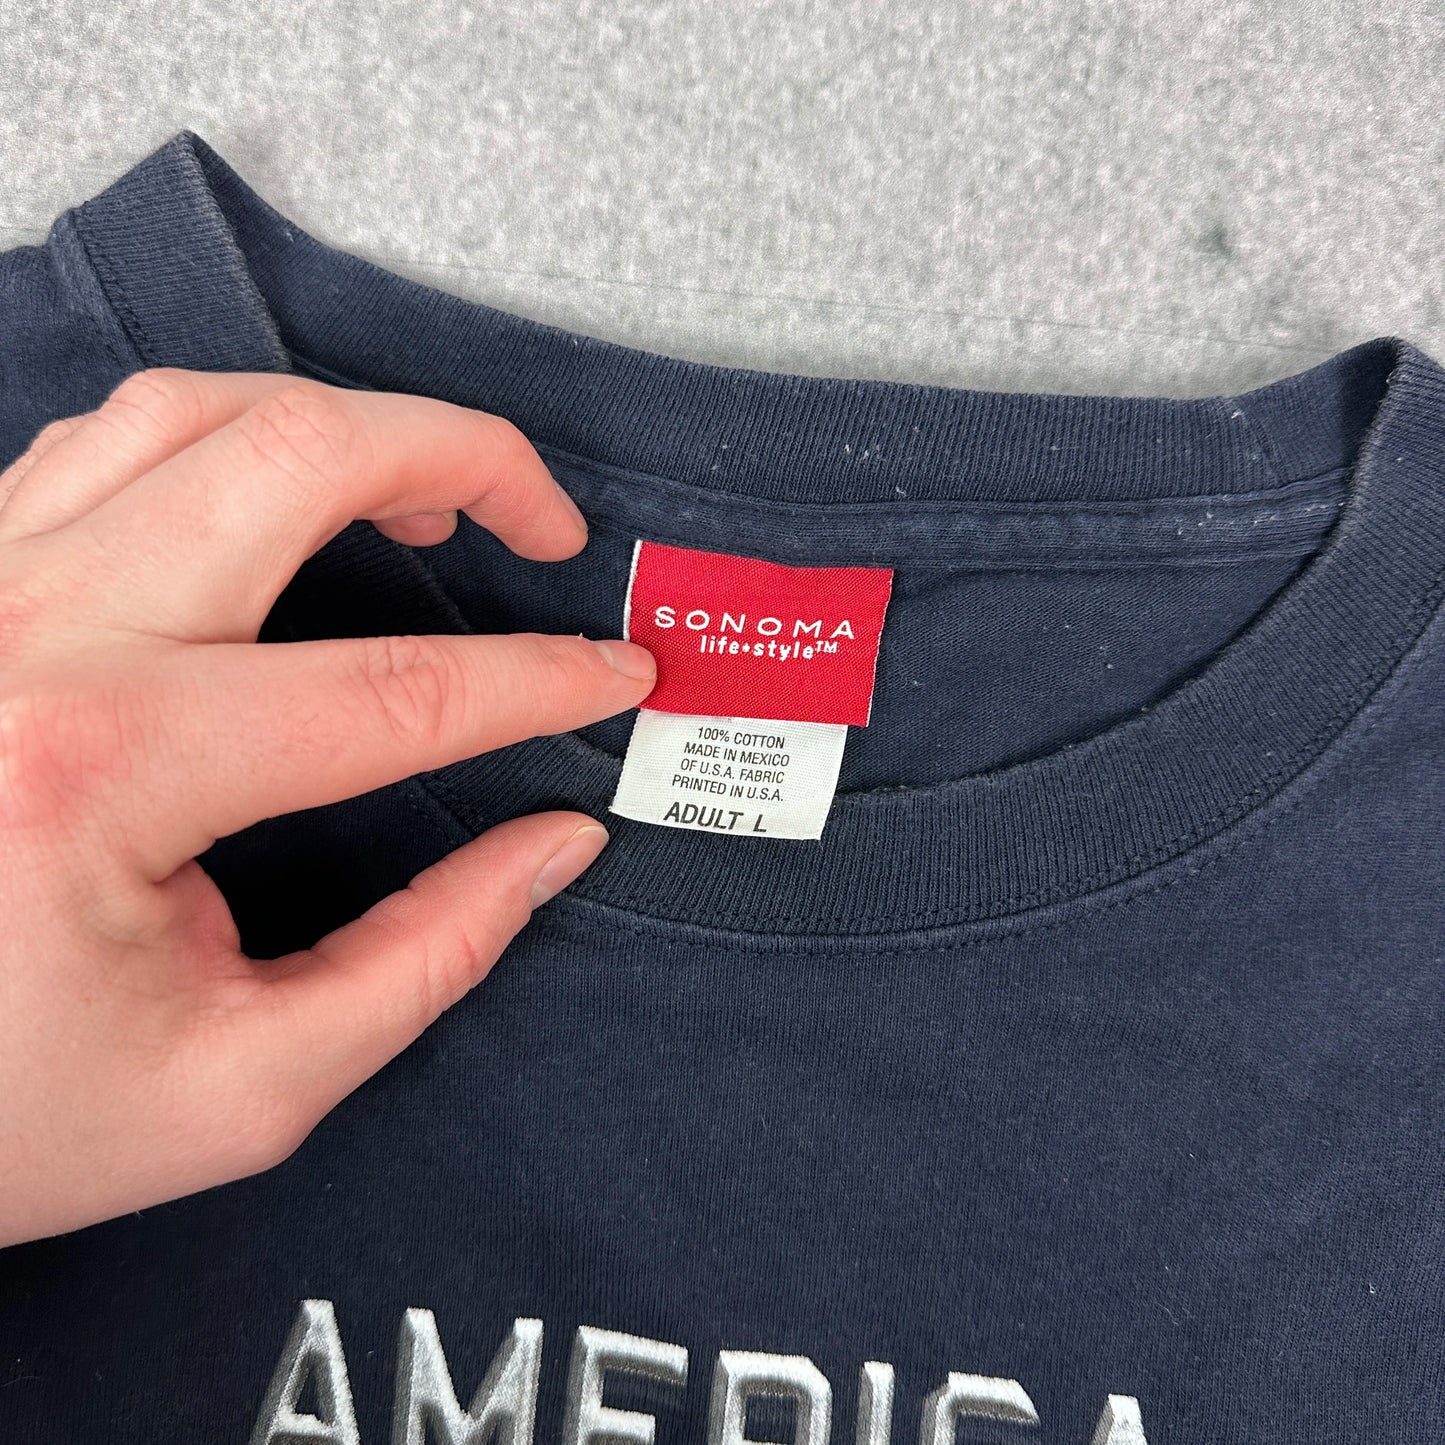 SONOMA
life+style™
100% COTTON
MADE IN MEXICO
OF U.S.A. FABRIC
PRINTED IN U.S.A.
ADULT L
AMERICA